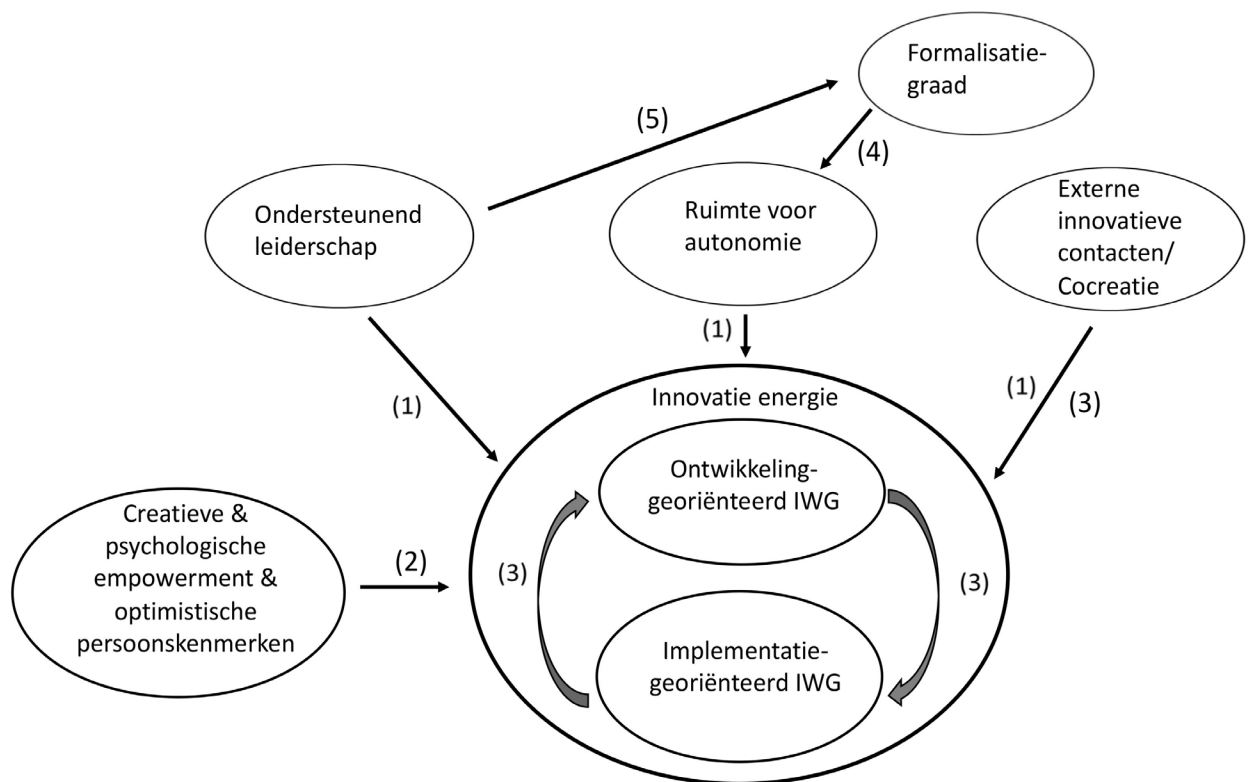 Formalisatie-
graad
(5)
(4)
Ondersteunend
leiderschap
Ruimte voor
autonomie
Externe
innovatieve
contacten/
Cocreatie
(1)
(1)
(1)
(3)
Innovatie energie
Ontwikkeling-
georiënteerd IWG
Creatieve &
psychologische
empowerment &
optimistische
persoonskenmerken
(2)
(3)
(3)
Implementatie-
georiënteerd IWG